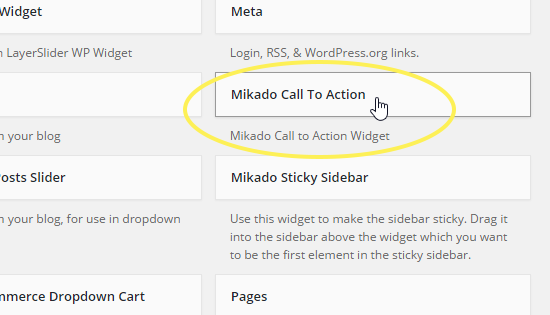 Widget
Meta
LayerSlider WP Widget
Login, RSS, & WordPress.org links.
Mikado Call To Action
your blog
Mikado Call to Action Widget
Slider
Mikado Sticky Sidebar
your blog, for use in dropdown
Use this widget to make the sidebar sticky. Drag it
into the sidebar above the widget which you want
to be the first element in the sticky sidebar.
Dropdown Cart
Pages